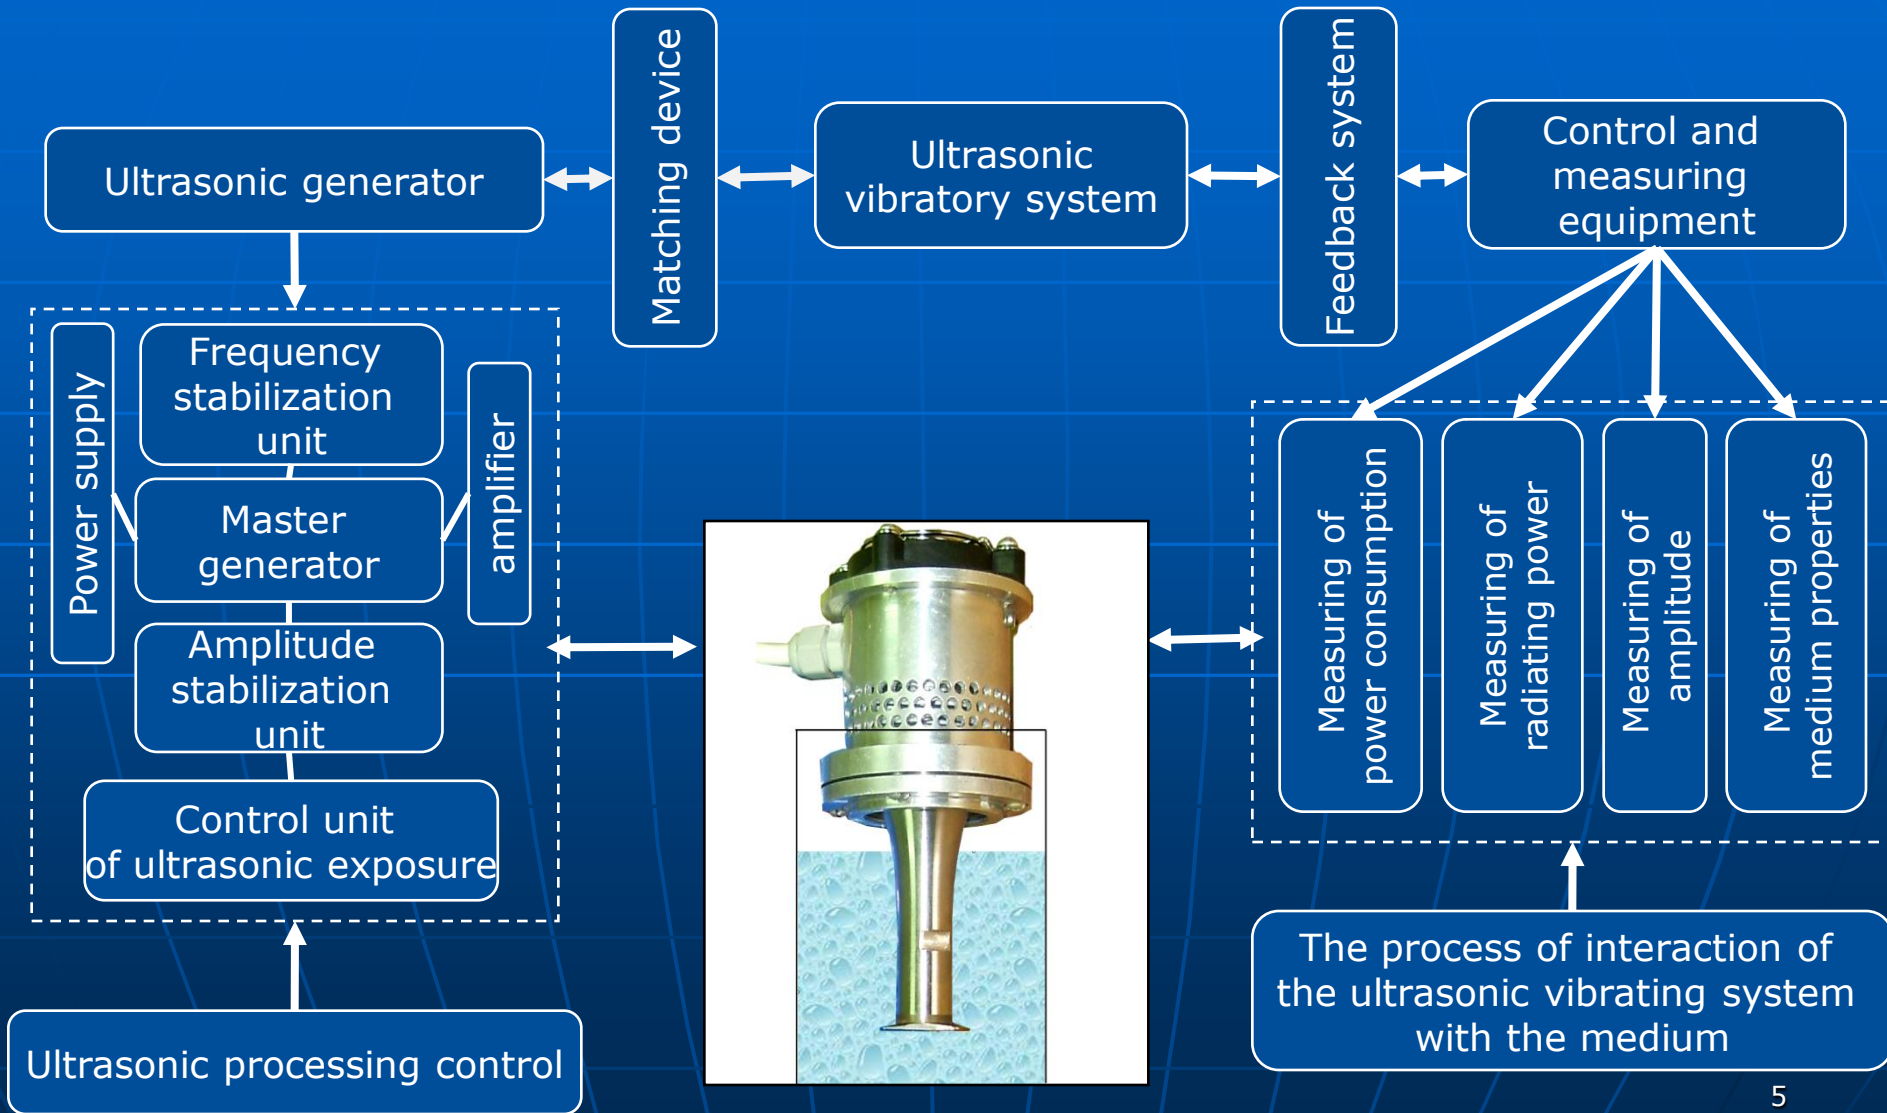 Ultrasonic generator
Matching device
Ultrasonic
vibratory system
Feedback system
Control and
measuring
equipment
Power supply
Frequency
stabilization
unit
Master
generator
Amplitude
stabilization
unit
Control unit
of ultrasonic exposure
amplifier
Ultrasonic processing control
Measuring of
power consumption
Measuring of
radiating power
Measuring of
amplitude
Measuring of
medium properties
The process of interaction of
the ultrasonic vibrating system
with the medium
5